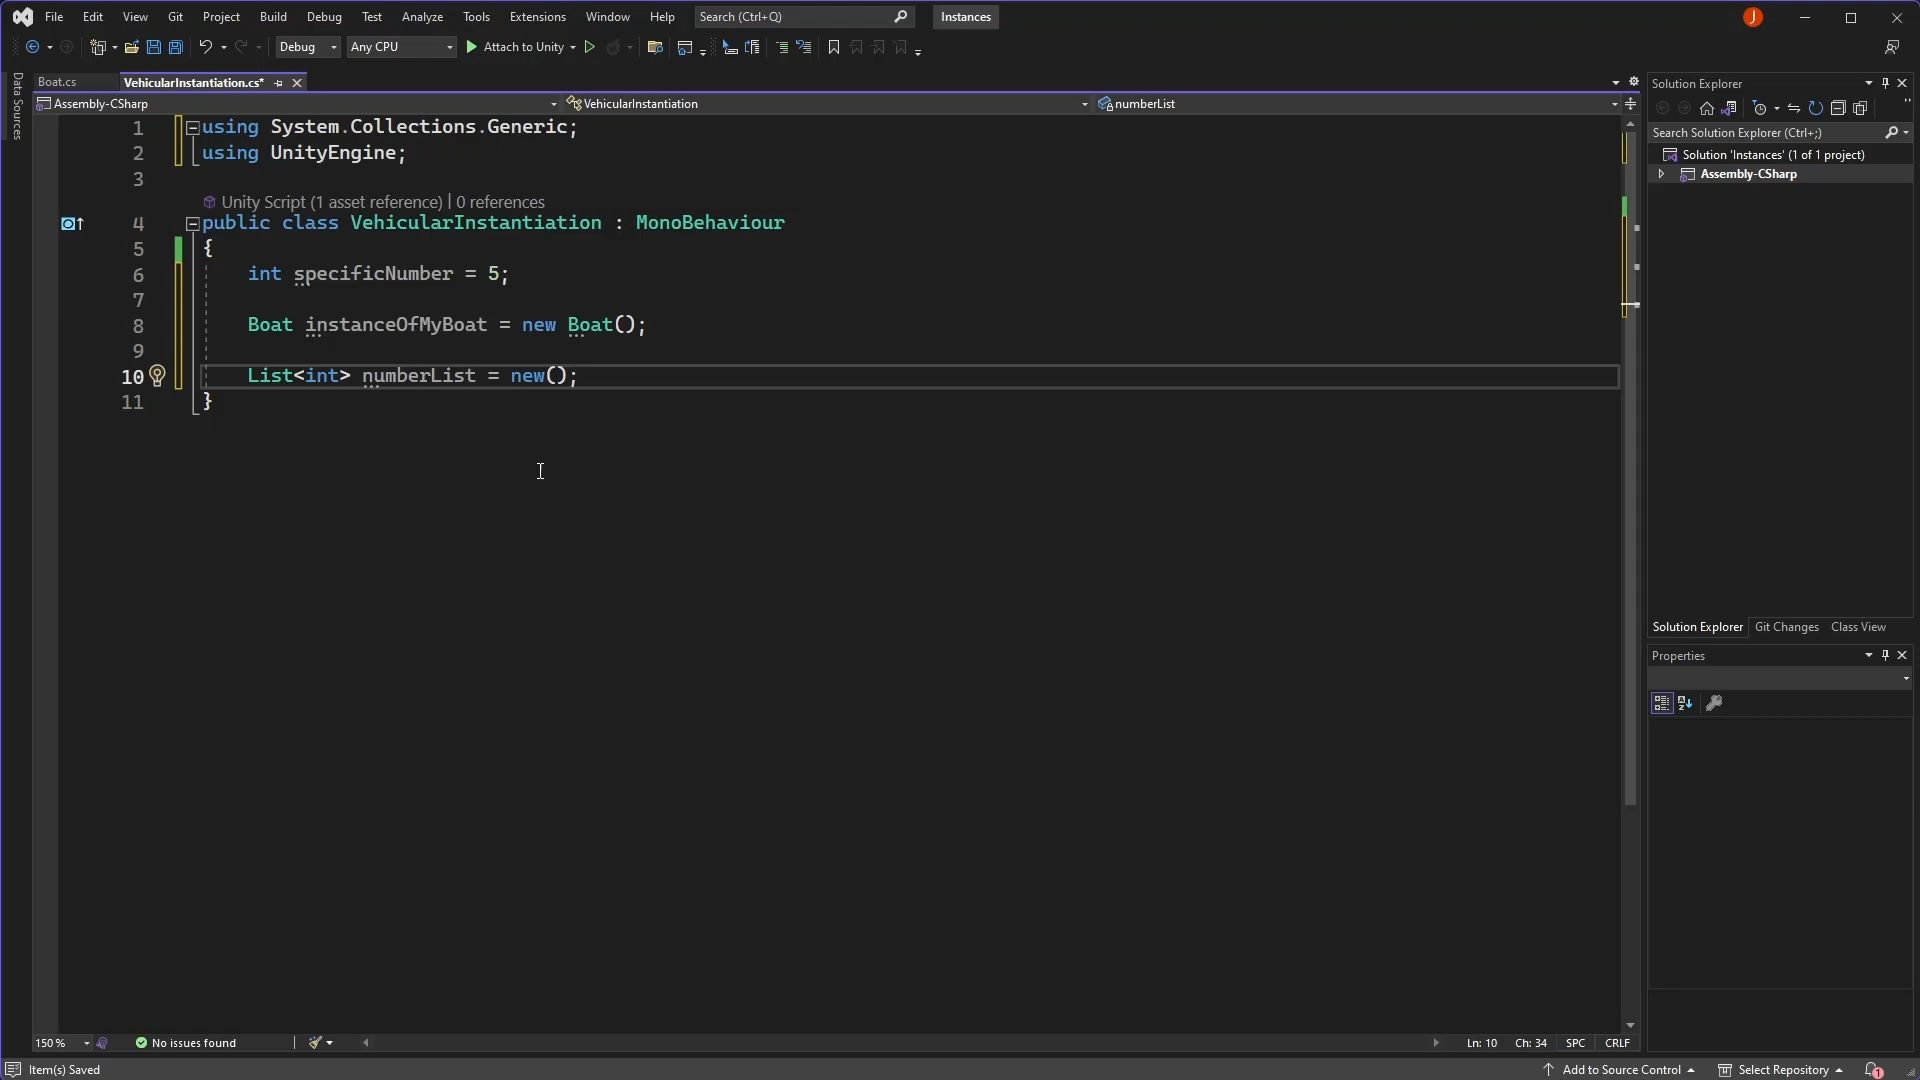 File Edit View Git Project Build Debug Test Analyze Tools Extensions Window Help Search (Ctrl+Q) Instances
J
Debug Any CPU Attach to Unity
Data Sources
Boat.cs VehicularInstantiation.cs*
Assembly-CSharp VehicularInstantiation numberList
1 using System.Collections.Generic;
2 using UnityEngine;
3
Unity Script (1 asset reference) | 0 references
4 public class VehicularInstantiation : MonoBehaviour
5 {
6 int specificNumber = 5;
7
8 Boat instanceOfMyBoat = new Boat();
9
10 List<int> numberList = new();
11 }
Solution Explorer
Search Solution Explorer (Ctrl+;)
Solution 'Instances' (1 of 1 project)
Assembly-CSharp
Solution Explorer Git Changes Class View
Properties
150 % No issues found Ln: 10 Ch: 34 SPC CRLF
Item(s) Saved Add to Source Control Select Repository 1